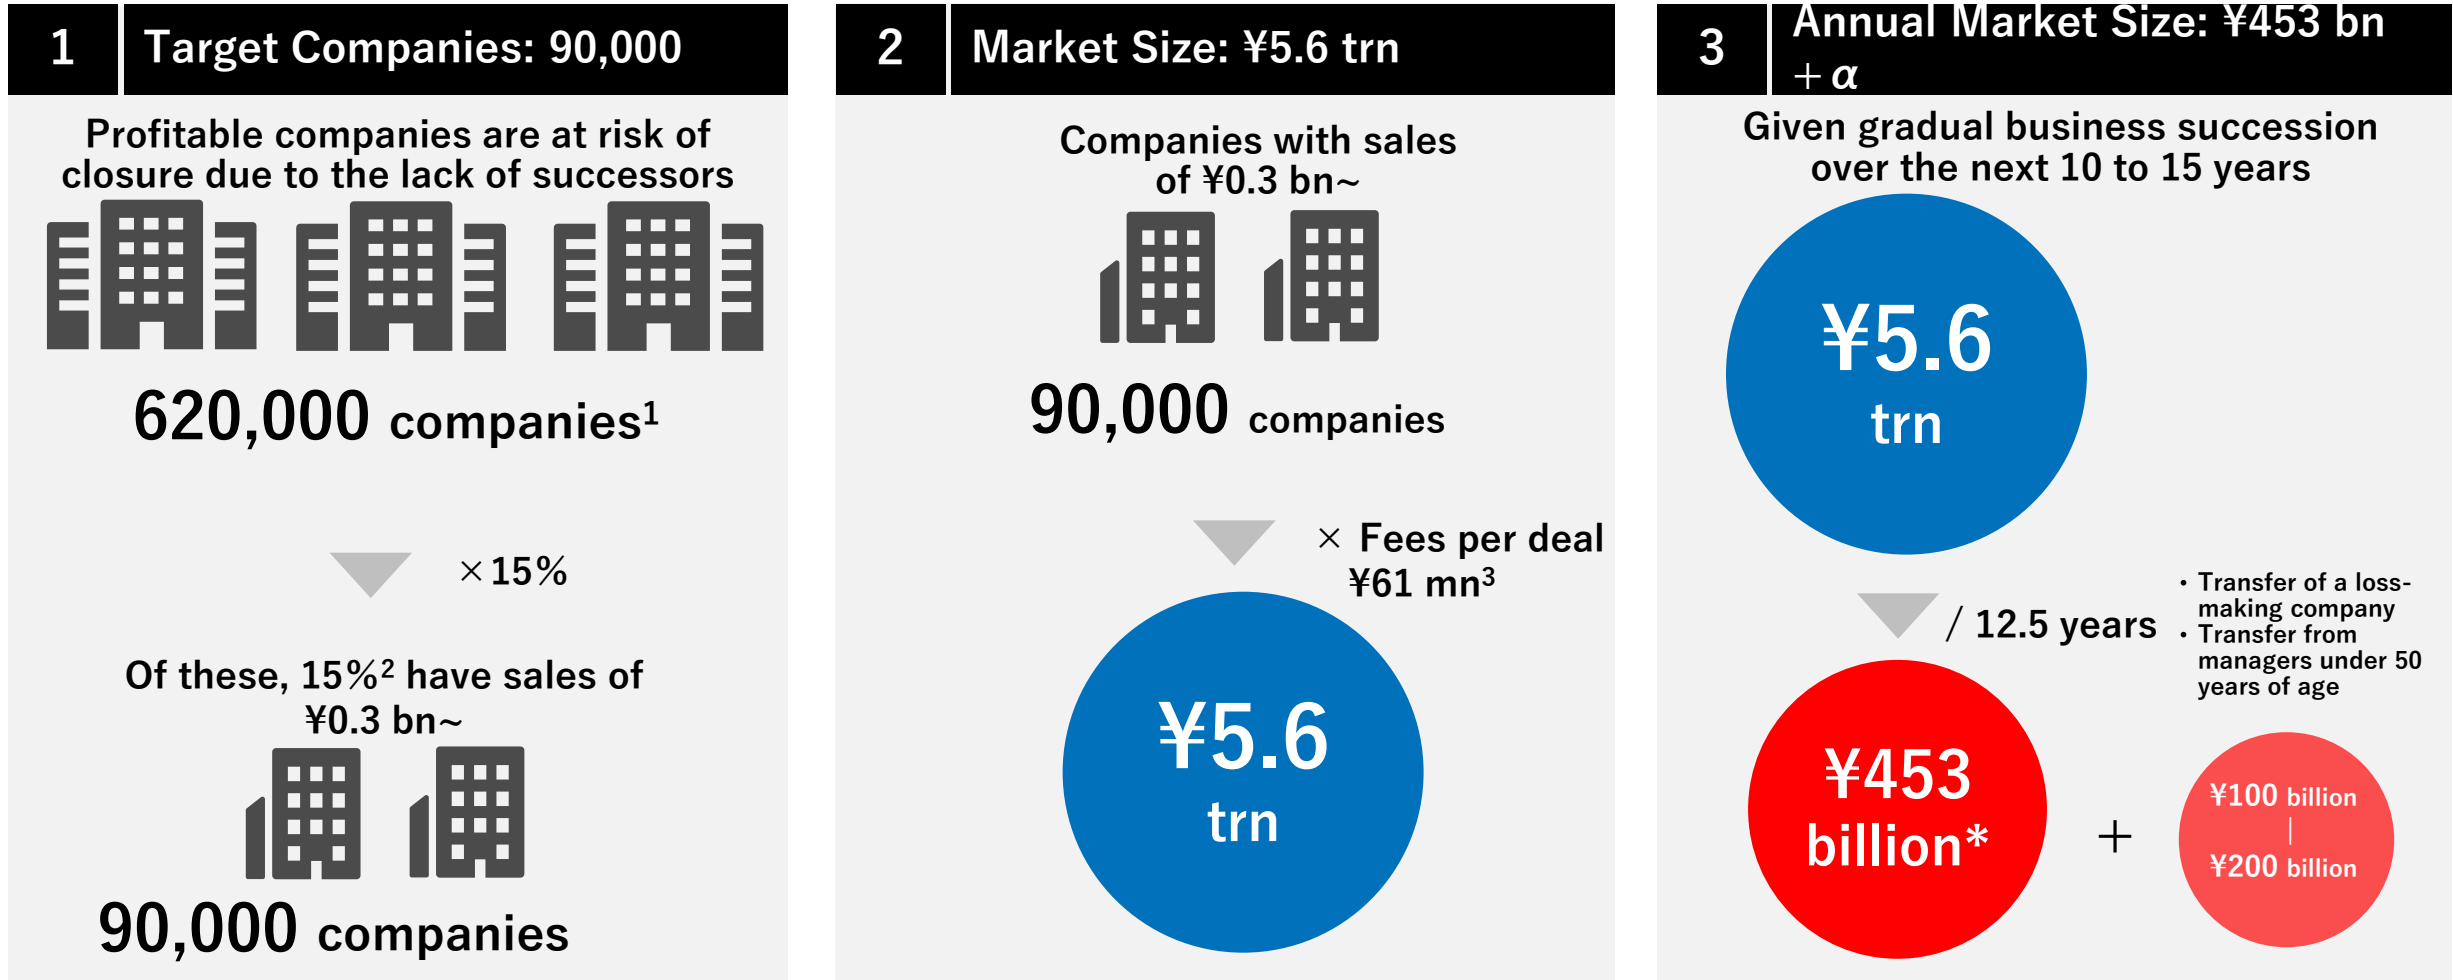 1
Target Companies: 90,000
Profitable companies are at risk of
closure due to the lack of successors
620,000 companies¹
×15%
Of these, 15%² have sales of
¥0.3 bn~
90,000 companies
2
Market Size: ¥5.6 trn
Companies with sales
of ¥0.3 bn~
90,000 companies
× Fees per deal
¥61 mn³
¥5.6
trn
3
Annual Market Size: ¥453 bn
+α
Given gradual business succession
over the next 10 to 15 years
¥5.6
trn
/ 12.5 years
・Transfer of a loss-
making company
・Transfer from
managers under 50
years of age
¥453
billion*
+
¥100 billion
|
¥200 billion